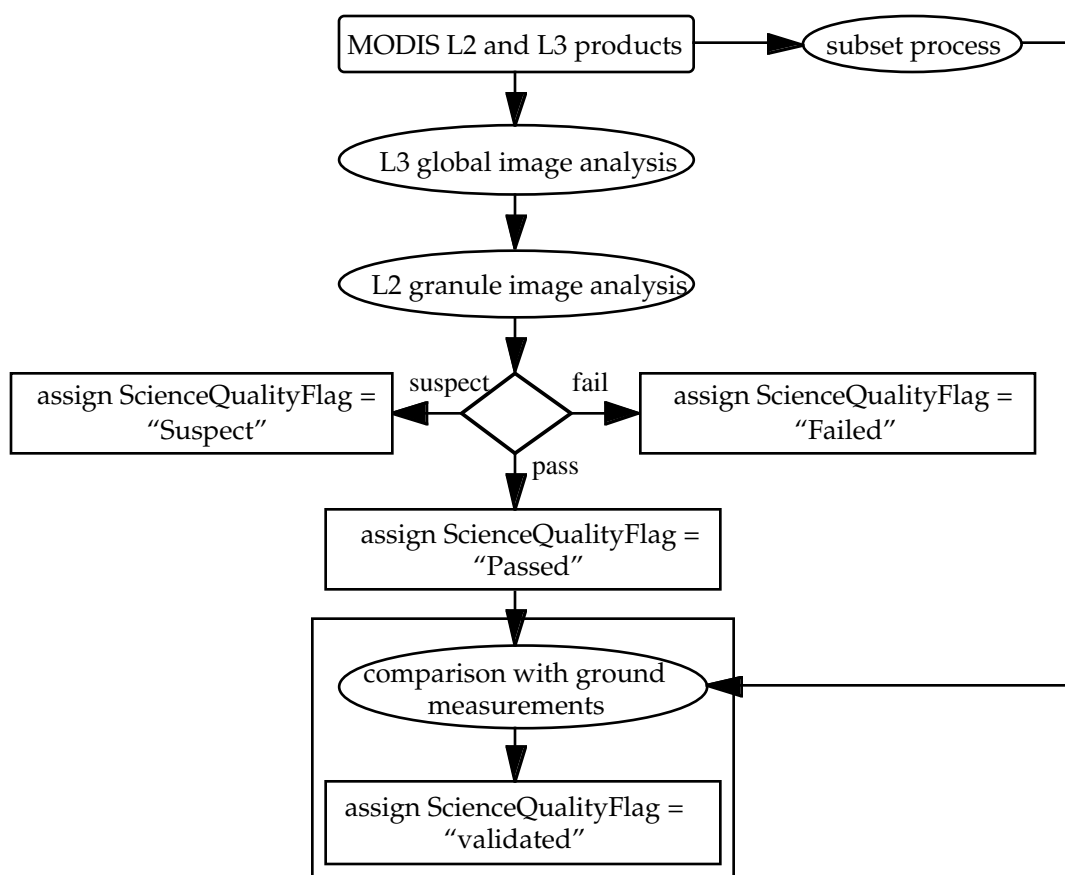 MODIS L2 and L3 products
subset process
L3 global image analysis
L2 granule image analysis
suspect
fail
assign ScienceQualityFlag =
“Suspect”
assign ScienceQualityFlag =
“Failed”
pass
assign ScienceQualityFlag =
“Passed”
comparison with ground
measurements
assign ScienceQualityFlag =
“validated”